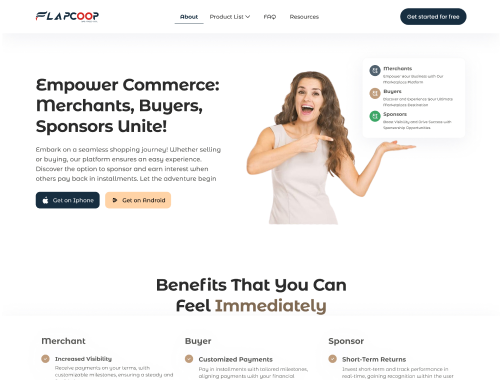 FLAPCOOP
About
Product List
FAQ
Resources
Get started for free
Empower Commerce:
Merchants, Buyers,
Sponsors Unite!
Embark on a seamless shopping journey! Whether selling
or buying, our platform ensures an easy experience.
Discover the option to sponsor and earn interest when
others pay back in installments. Let the adventure begin
Get on Iphone
Get on Android
Merchants
Empower Your Business with Our
Marketplace Platform
Buyers
Discover and Experience Your Ultimate
Marketplace Destination
Sponsors
Grow Visibility and Drive Success with
Sponsorship Opportunities
Benefits That You Can
Feel Immediately
Merchant
Increased Visibility
Receive payments on your terms, with
customizable milestones, ensuring a steady and
Buyer
Customized Payments
Pay in installments with tailored milestones,
aligning payments with your financial
Sponsor
Short-Term Returns
Invest short-term and track performance in
real-time, gaining recognition within the user